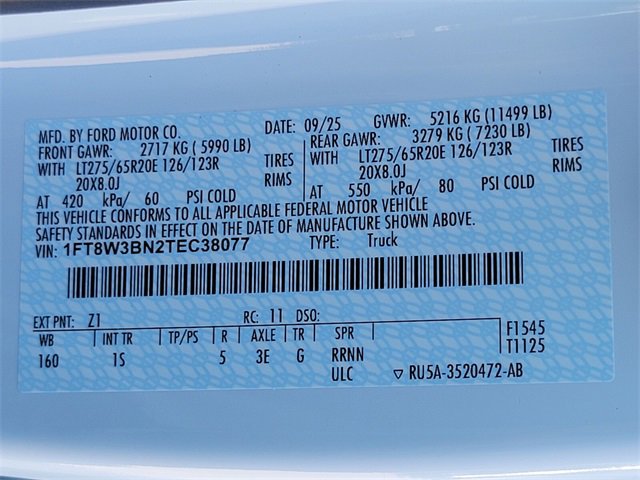 MFD. BY FORD MOTOR CO. DATE: 09/25 GVWR: 5216 KG (11499 LB)
FRONT GAWR: 2717 KG ( 5990 LB) REAR GAWR: 3279 KG ( 7230 LB)
WITH LT275/65R20E 126/123R TIRES WITH LT275/65R20E 126/123R TIRES
20X8.0J RIMS 20X8.0J RIMS
AT 420 kPa/ 60 PSI COLD AT 550 kPa/ 80 PSI COLD
THIS VEHICLE CONFORMS TO ALL APPLICABLE FEDERAL MOTOR VEHICLE
SAFETY STANDARDS IN EFFECT ON THE DATE OF MANUFACTURE SHOWN ABOVE.
VIN: 1FT8W3BN2TEC38077 TYPE: Truck
EXT PNT: Z1 RC: 11 DSO:
WB INT TR TP/PS R AXLE TR SPR F1545
160 1S 5 3E G RRNN T1125
ULC ▽ RU5A-3520472-AB